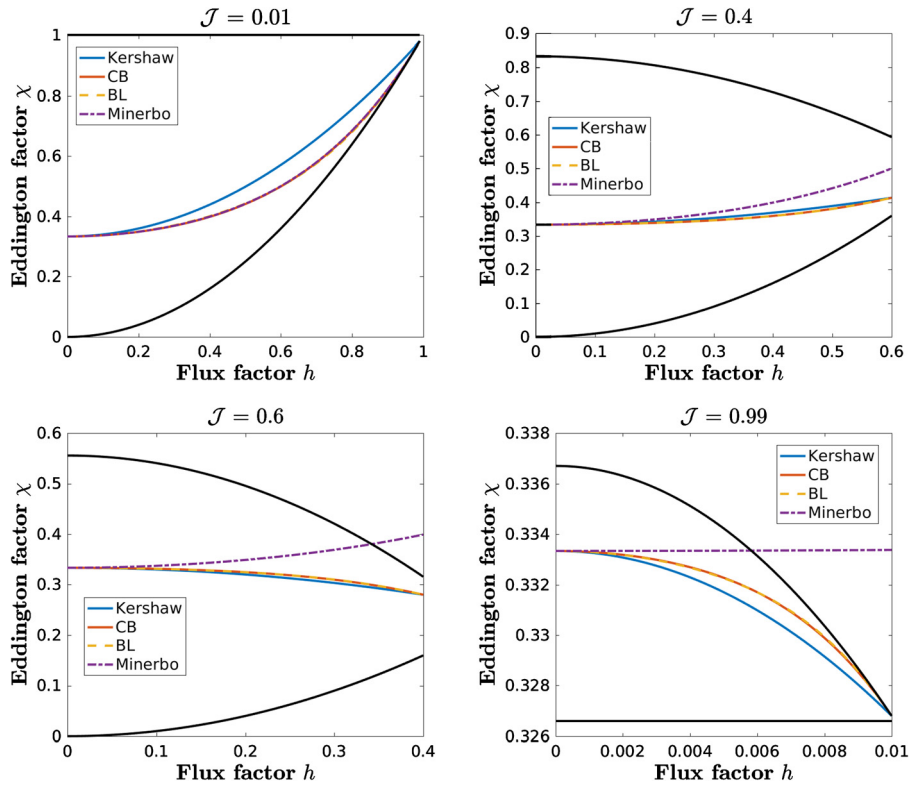 𝒥 = 0.01
Eddington factor χ
1
0.8
0.6
0.4
0.2
0
Kershaw
CB
BL
Minerbo
0 0.2 0.4 0.6 0.8 1
Flux factor h
𝒥 = 0.4
Eddington factor χ
0.9
0.8
0.7
0.6
0.5
0.4
0.3
0.2
0.1
0
Kershaw
CB
BL
Minerbo
0 0.1 0.2 0.3 0.4 0.5 0.6
Flux factor h
𝒥 = 0.6
Eddington factor χ
0.6
0.5
0.4
0.3
0.2
0.1
0
Kershaw
CB
BL
Minerbo
0 0.1 0.2 0.3 0.4
Flux factor h
𝒥 = 0.99
Eddington factor χ
0.338
0.336
0.334
0.332
0.33
0.328
0.326
Kershaw
CB
BL
Minerbo
0 0.002 0.004 0.006 0.008 0.01
Flux factor h